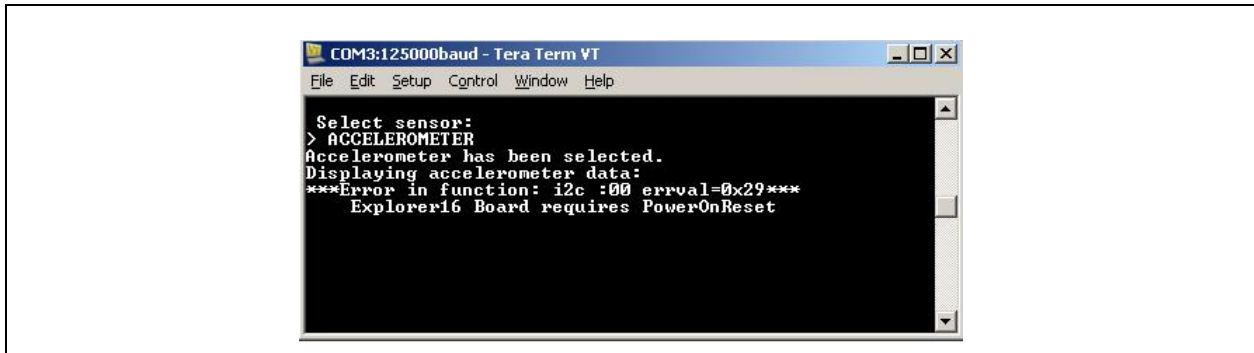 COM3:125000baud - Tera Term VT
File Edit Setup Control Window Help
Select sensor:
> ACCELEROMETER
Accelerometer has been selected.
Displaying accelerometer data:
***Error in function: i2c :00 errval=0x29***
Explorer16 Board requires PowerOnReset